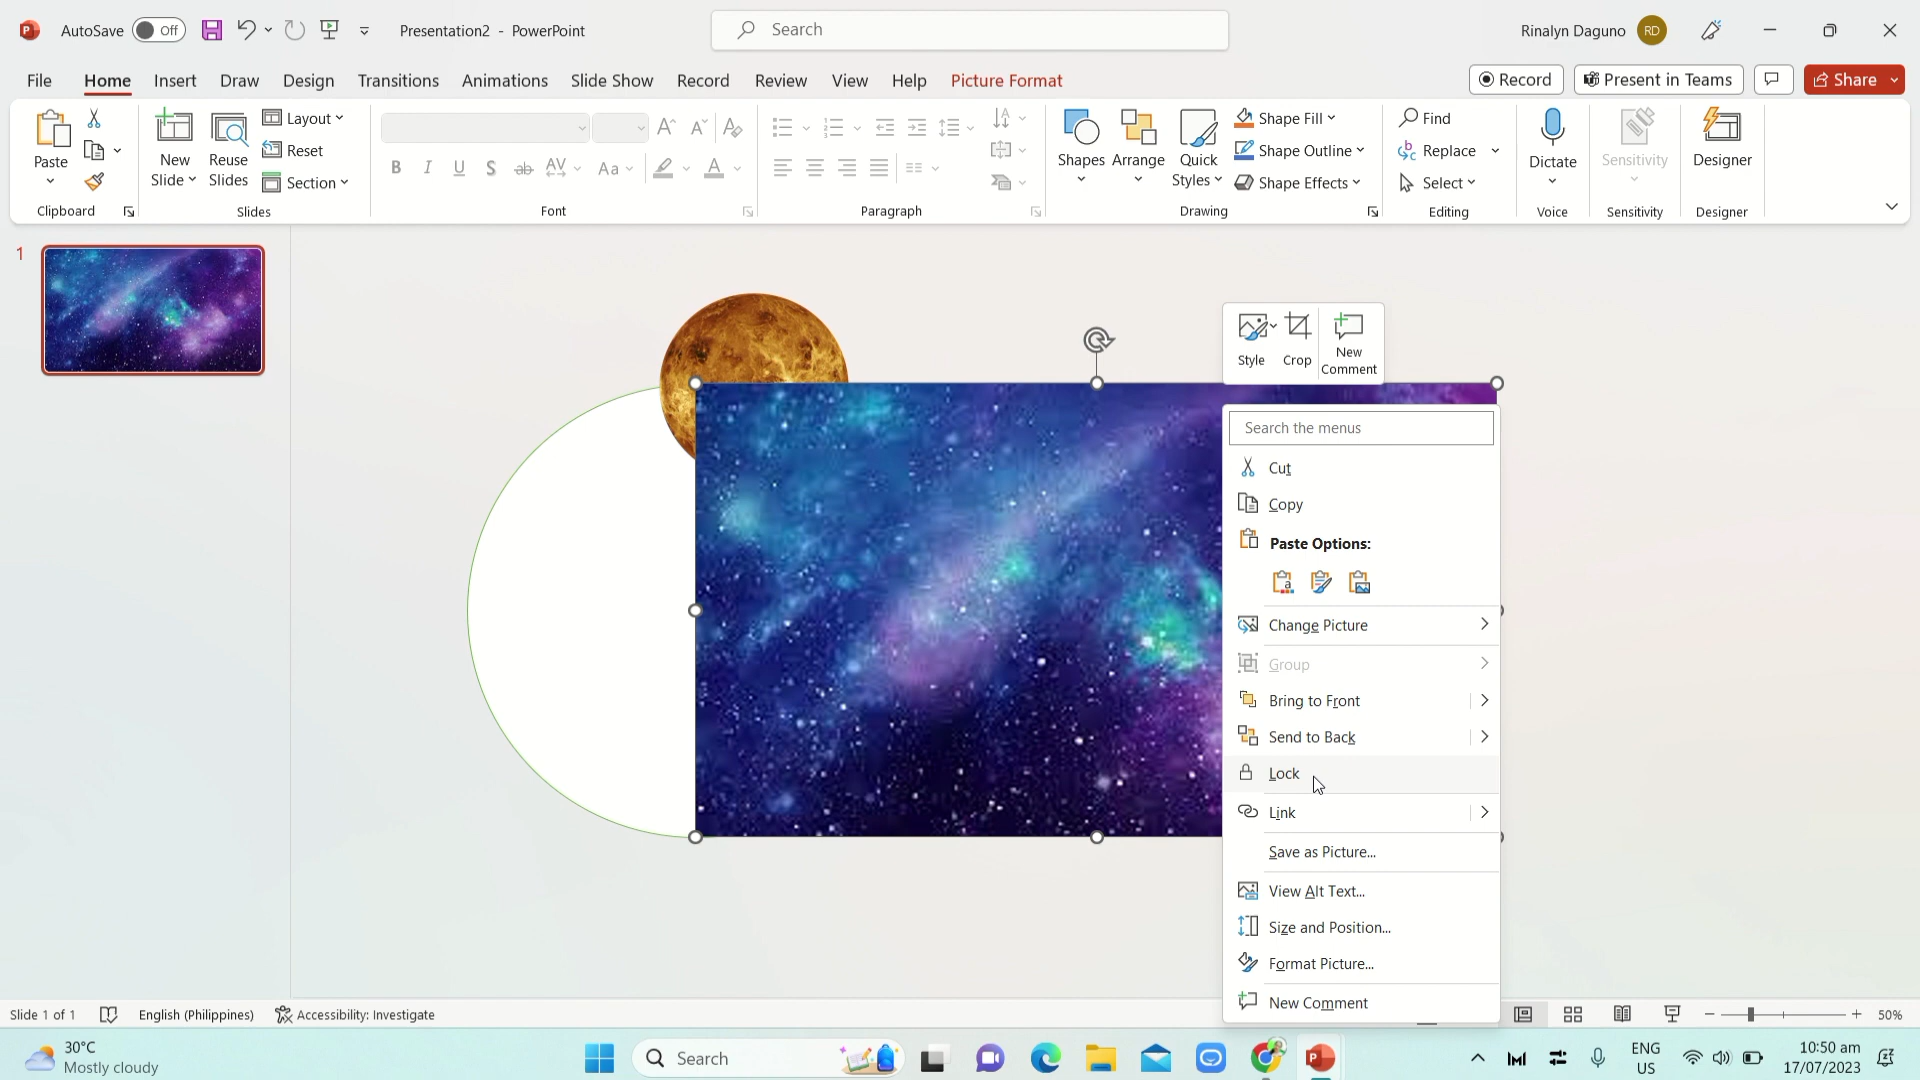 AutoSave Off Presentation2 - PowerPoint Search Rinalyn Daguno RD
File Home Insert Draw Design Transitions Animations Slide Show Record Review View Help Picture Format Record Present in Teams Share
Paste
Clipboard
New Slide
Reuse Slides
Layout
Reset
Section
Slides
B I U S ab AV Aa A
Font
Paragraph
Shapes
Arrange
Quick Styles
Shape Fill
Shape Outline
Shape Effects
Drawing
Find
Replace
Select
Editing
Dictate
Voice
Sensitivity
Sensitivity
Designer
Designer
1
Style
Crop
New Comment
Search the menus
Cut
Copy
Paste Options:
Change Picture
Group
Bring to Front
Send to Back
Lock
Link
Save as Picture...
View Alt Text...
Size and Position...
Format Picture...
New Comment
Slide 1 of 1 English (Philippines) Accessibility: Investigate 50%
30°C
Mostly cloudy
Search
ENG
US
10:50 am
17/07/2023